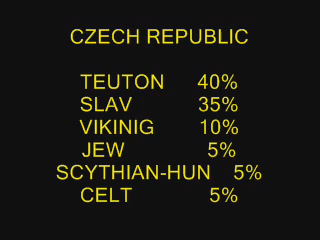 CZECH REPUBLIC
TEUTON 40%
SLAV 35%
VIKINIG 10%
JEW 5%
SCYTHIAN-HUN 5%
CELT 5%